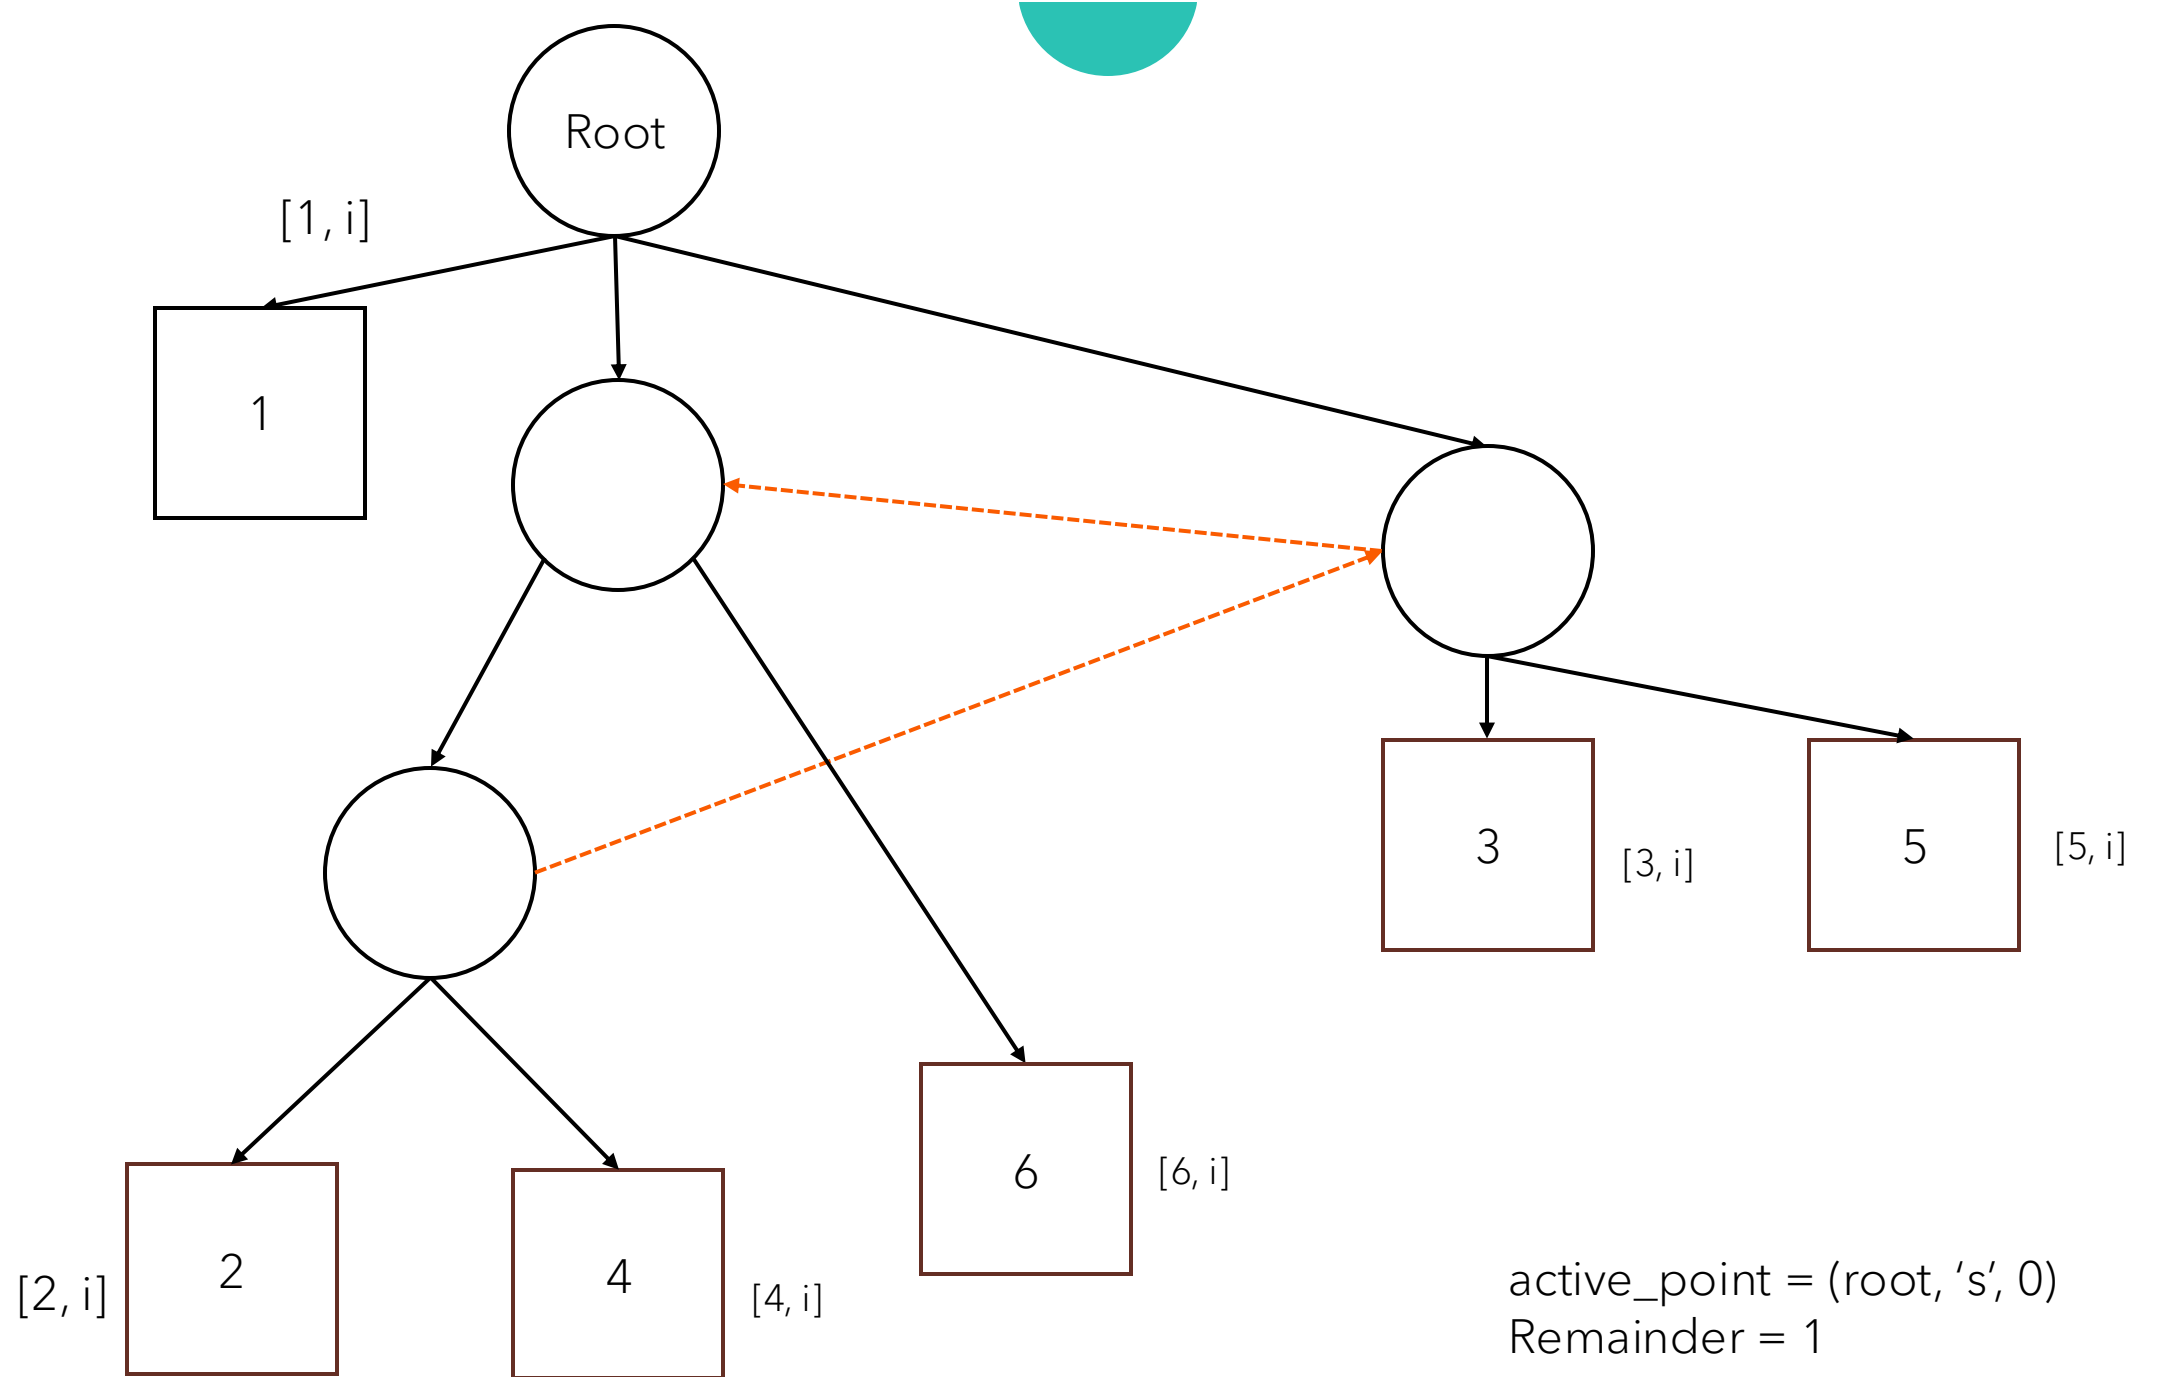 Root
[1, i]
1
3
[3, i]
5
[5, i]
6
[6, i]
2
[2, i]
4
[4, i]
active_point = (root, ‘s’, 0)
Remainder = 1